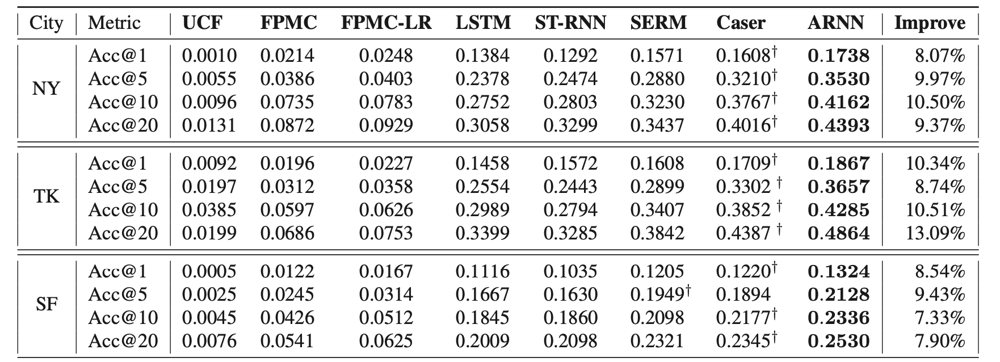 City Metric UCF FPMC FPMC-LR LSTM ST-RNN SERM Caser ARNN Improve
Acc@1 0.0010 0.0214 0.0248 0.1384 0.1292 0.1571 0.1608† 0.1738 8.07%
Acc@5 0.0055 0.0386 0.0403 0.2378 0.2474 0.2880 0.3210† 0.3530 9.97%
NY
Acc@10 0.0096 0.0735 0.0783 0.2752 0.2803 0.3230 0.3767† 0.4162 10.50%
Acc@20 0.0131 0.0872 0.0929 0.3058 0.3299 0.3437 0.4016† 0.4393 9.37%
Acc@1 0.0092 0.0196 0.0227 0.1458 0.1572 0.1608 0.1709† 0.1867 10.34%
Acc@5 0.0197 0.0312 0.0358 0.2554 0.2443 0.2899 0.3302 † 0.3657 8.74%
TK
Acc@10 0.0385 0.0597 0.0626 0.2989 0.2794 0.3407 0.3852 † 0.4285 10.51%
Acc@20 0.0199 0.0686 0.0753 0.3399 0.3285 0.3842 0.4387 † 0.4864 13.09%
Acc@1 0.0005 0.0122 0.0167 0.1116 0.1035 0.1205 0.1220† 0.1324 8.54%
Acc@5 0.0025 0.0245 0.0314 0.1667 0.1630 0.1949† 0.1894 0.2128 9.43%
SF
Acc@10 0.0045 0.0426 0.0512 0.1845 0.1860 0.2098 0.2177† 0.2336 7.33%
Acc@20 0.0076 0.0541 0.0625 0.2009 0.2098 0.2321 0.2345† 0.2530 7.90%